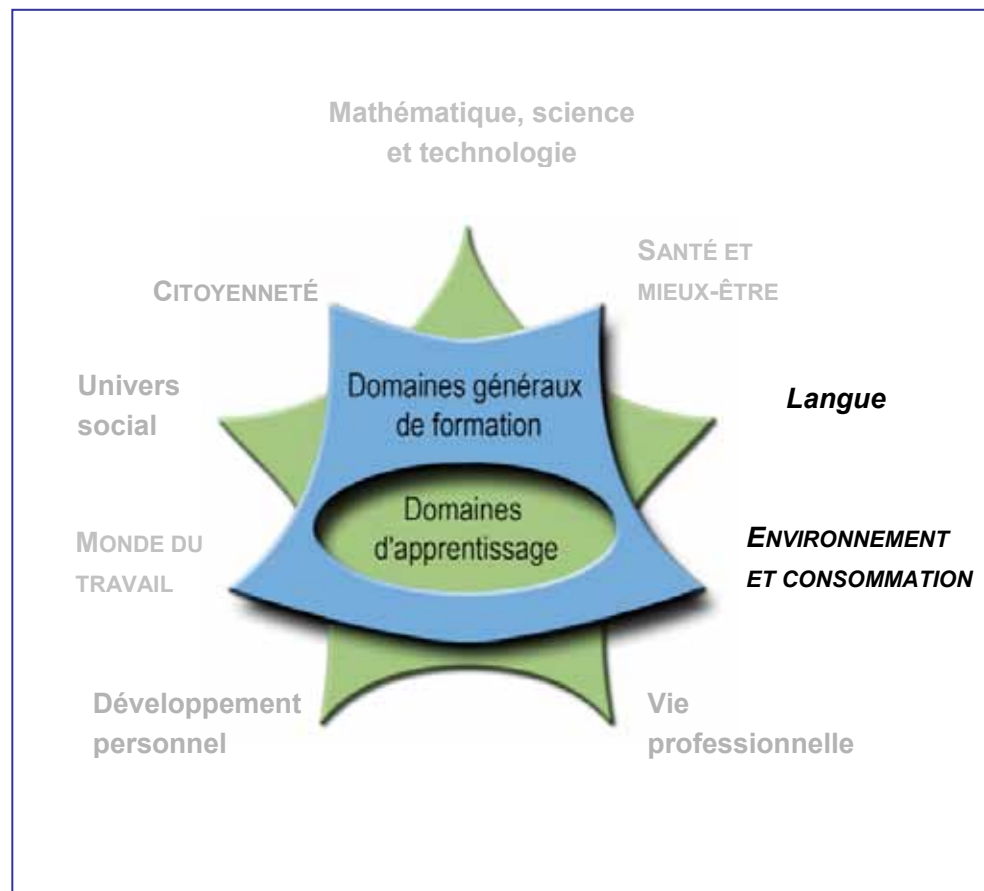 Mathématique, science
et technologie
SANTÉ ET
MIEUX-ÊTRE
CITOYENNETÉ
Domaines généraux
de formation
Univers
social
Langue
Domaines
d'apprentissage
MONDE DU
TRAVAIL
ENVIRONNEMENT
ET CONSOMMATION
Développement
personnel
Vie
professionnelle